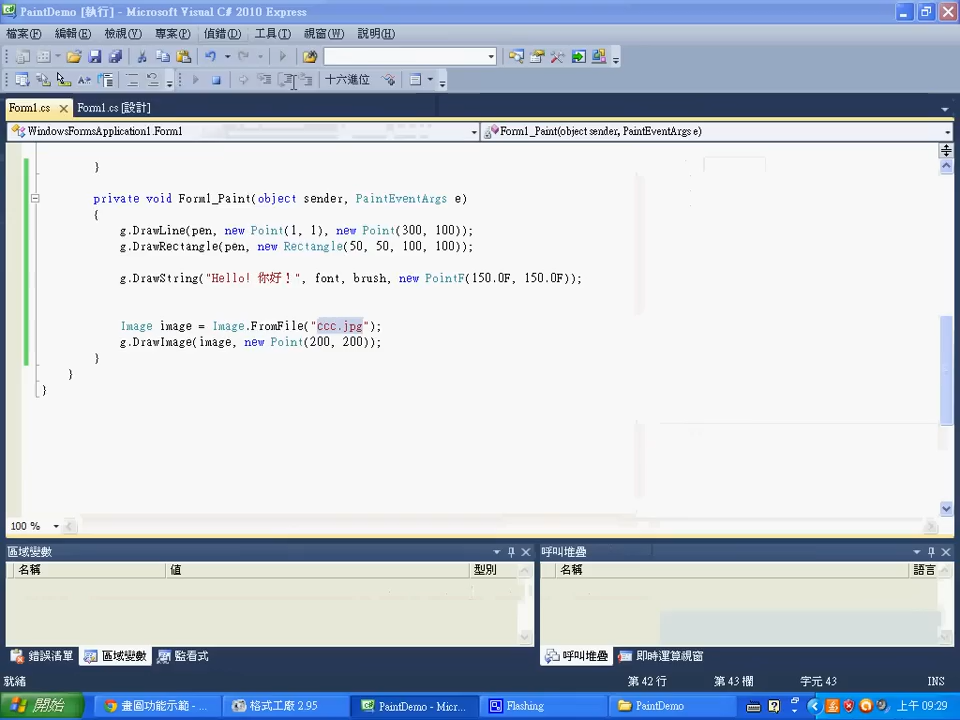 PaintDemo [執行] - Microsoft Visual C# 2010 Express
檔案(F) 編輯(E) 檢視(V) 專案(P) 偵錯(D) 工具(T) 視窗(W) 說明(H)
十六進位
Form1.cs Form1.cs [設計]
WindowsFormsApplication1.Form1 Form1_Paint(object sender, PaintEventArgs e)
}
private void Form1_Paint(object sender, PaintEventArgs e)
{
g.DrawLine(pen, new Point(1, 1), new Point(300, 100));
g.DrawRectangle(pen, new Rectangle(50, 50, 100, 100));
g.DrawString("Hello! 你好！", font, brush, new PointF(150.0F, 150.0F));
Image image = Image.FromFile("ccc.jpg");
g.DrawImage(image, new Point(200, 200));
}
}
}
100 %
區域變數 呼叫堆疊
名稱 值 型別 名稱 語言
錯誤清單 區域變數 監看式 呼叫堆疊 即時運算視窗
就緒 第 42 行 第 43 欄 字元 43 INS
開始 畫圖功能示範 - ... 格式工廠 2.95 PaintDemo - Micr... Flashing PaintDemo 上午 09:29